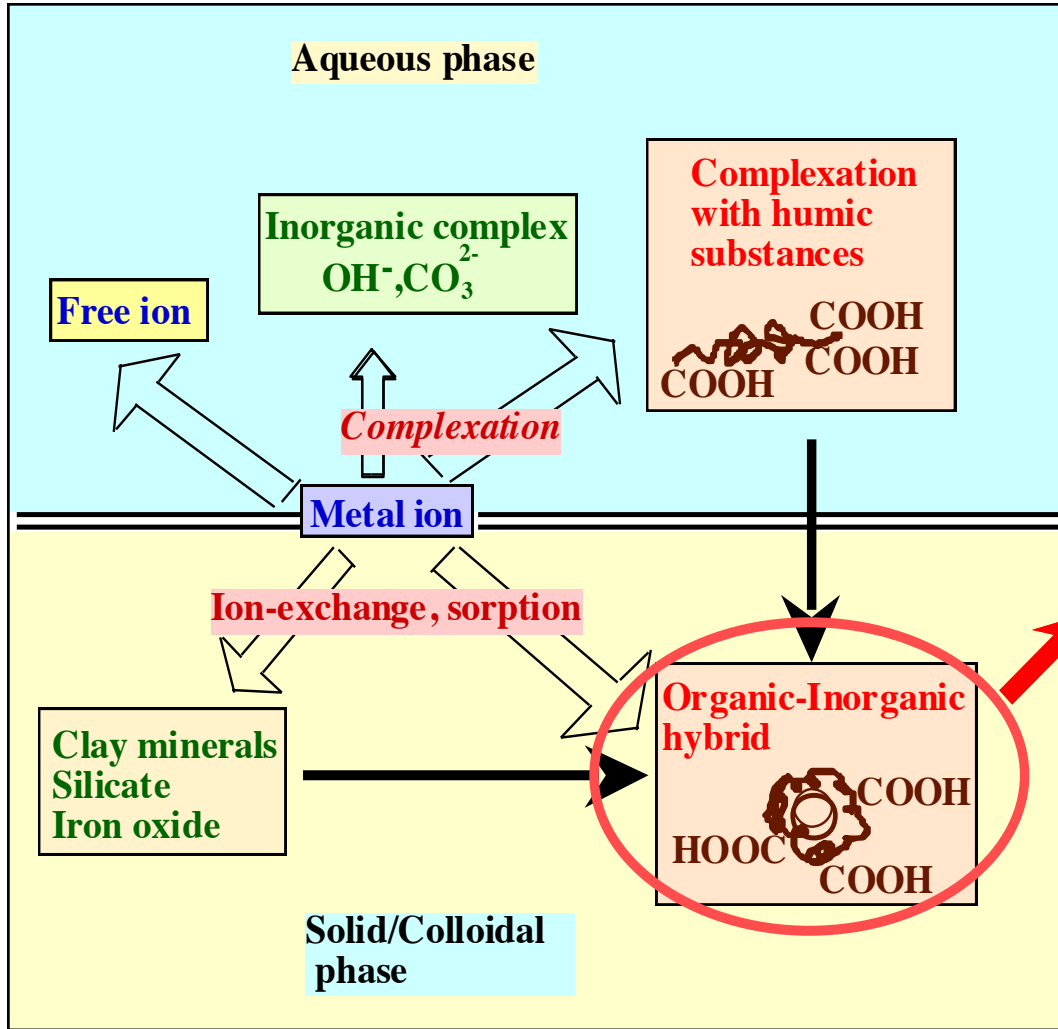 Aqueous phase
Complexation
with humic
substances
COOH
COOH
COOH
Inorganic complex
OH⁻,CO₃²⁻
Free ion
Complexation
Metal ion
Ion-exchange, sorption
Clay minerals
Silicate
Iron oxide
Organic-Inorganic
hybrid
COOH
HOOC
COOH
Solid/Colloidal
phase